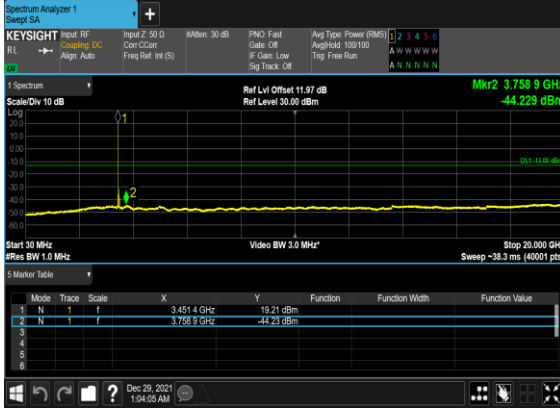 Spectrum Analyzer 1
Swept SA
+
KEYSIGHT Input: RF Input Z: 50 Ω #Atten: 30 dB PNO: Fast Avg Type: Power (RMS) 1 2 3 4 5 6
RL Coupling: DC Corr CCorr Gate: Off Avg|Hold: 100/100 A W W W W W
Align: Auto Freq Ref: Int (S) IF Gain: Low Trig: Free Run
Sig Track: Off A N N N N N
1 Spectrum
Scale/Div 10 dB
Ref Lvl Offset 11.97 dB
Ref Level 30.00 dBm
Mkr2 3.758 9 GHz
-44.229 dBm
Log
20.0
10.0
0.00
-10.0
-20.0
-30.0
-40.0
-50.0
-60.0
1
2
DL1 -13.00 dBm
Start 30 MHz Video BW 3.0 MHz* Stop 20.000 GHz
#Res BW 1.0 MHz Sweep ~38.3 ms (40001 pts)
5 Marker Table
Mode Trace Scale X Y Function Function Width Function Value
1 N 1 f 3.451 4 GHz 19.21 dBm
2 N 1 f 3.758 9 GHz -44.23 dBm
3
4
5
6
? Dec 29, 2021
1:04:05 AM